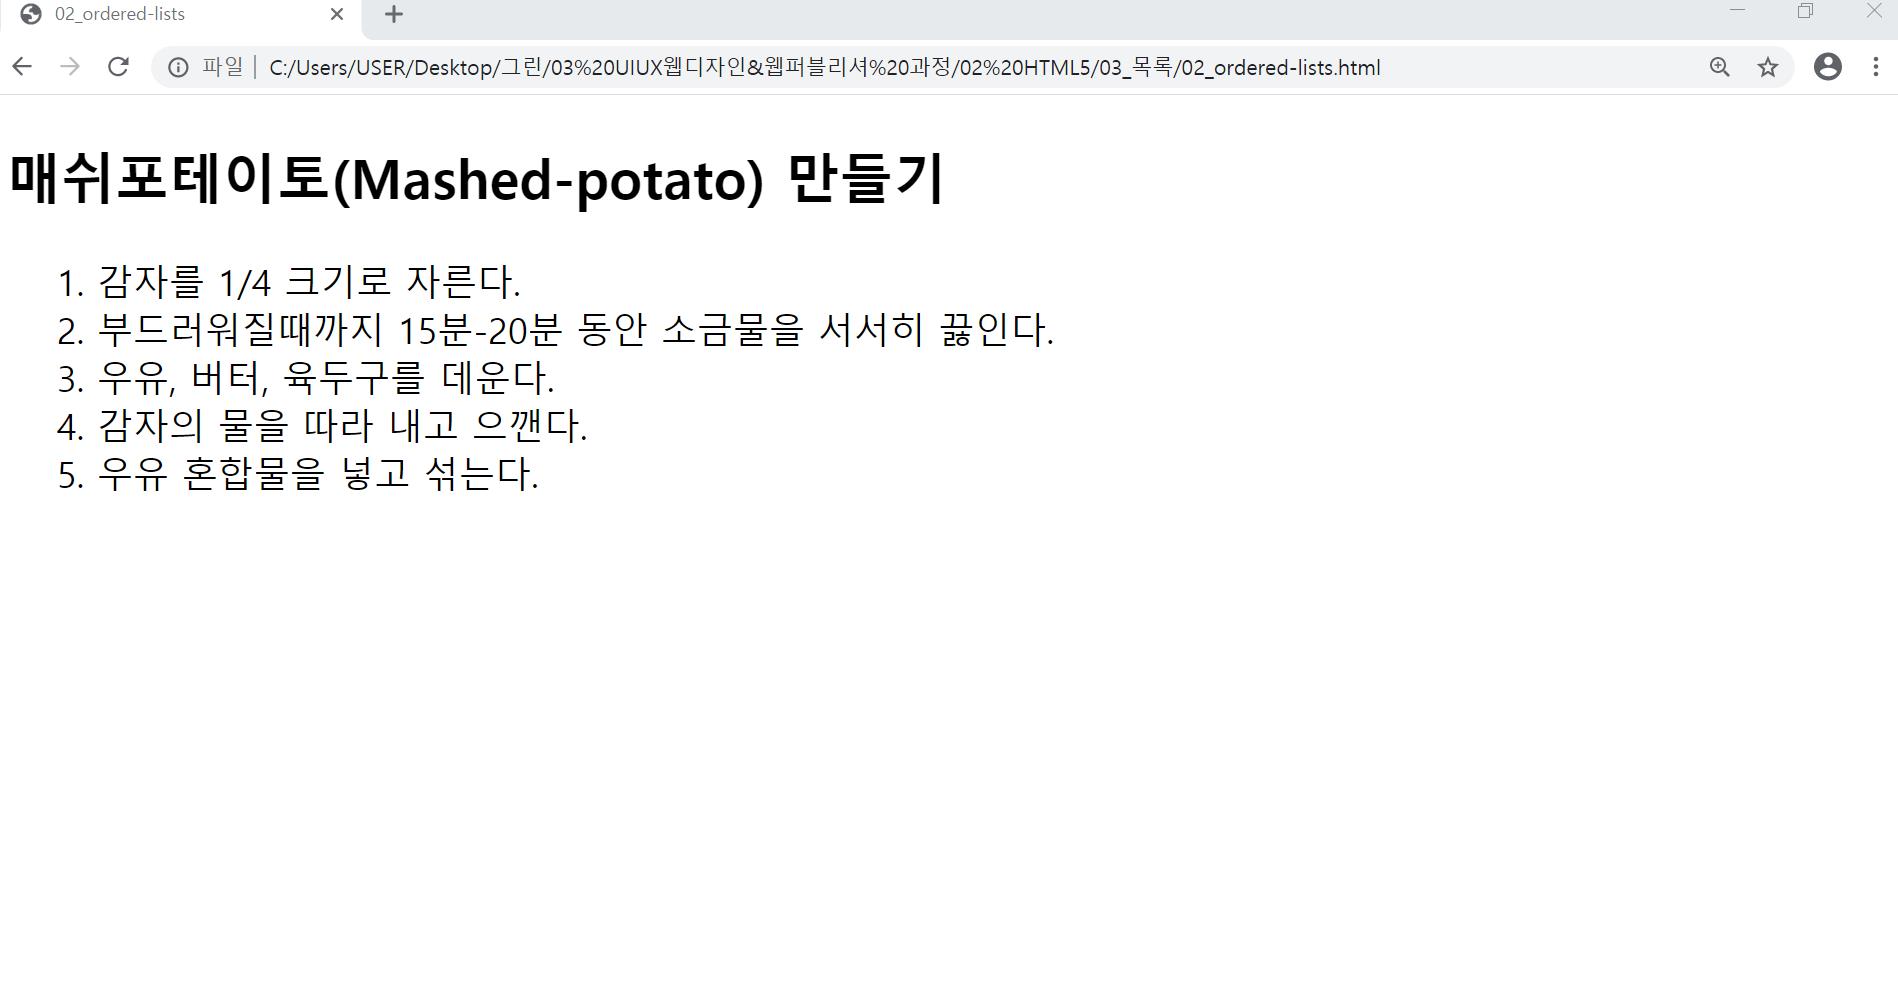 02_ordered-lists
파일 | C:/Users/USER/Desktop/그린/03%20UIUX웹디자인&웹퍼블리셔%20과정/02%20HTML5/03_목록/02_ordered-lists.html
매쉬포테이토(Mashed-potato) 만들기
1. 감자를 1/4 크기로 자른다.
2. 부드러워질때까지 15분-20분 동안 소금물을 서서히 끓인다.
3. 우유, 버터, 육두구를 데운다.
4. 감자의 물을 따라 내고 으깬다.
5. 우유 혼합물을 넣고 섞는다.